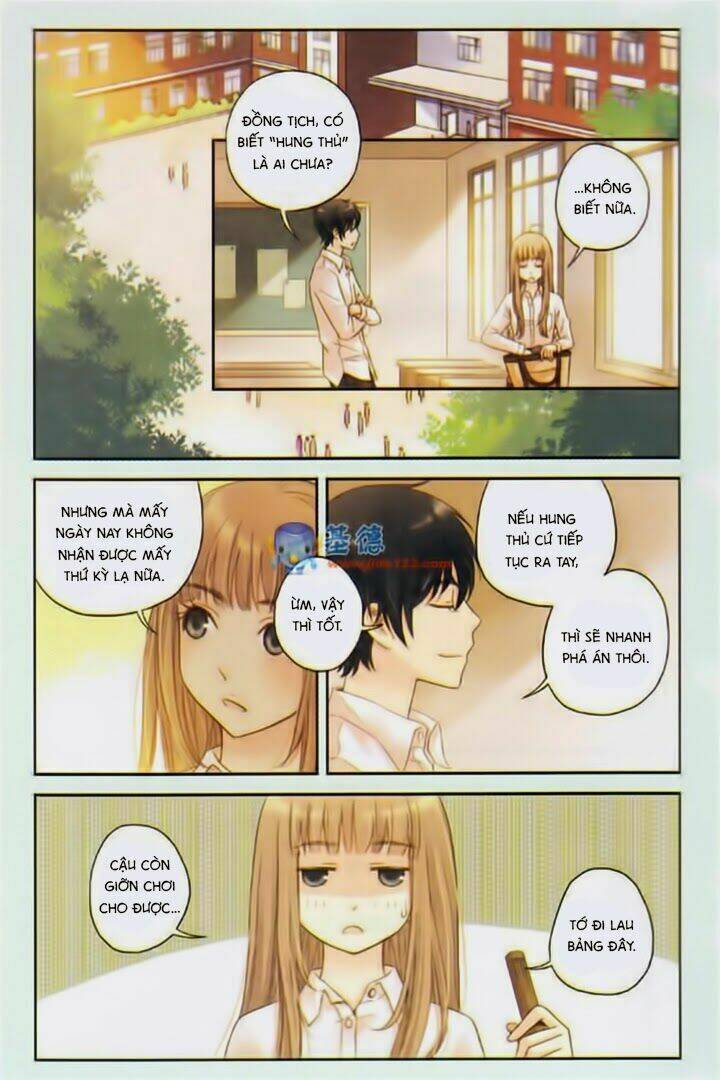 ĐỒNG TỊCH, CÓ
BIẾT "HUNG THỦ"
LÀ AI CHƯA?
...KHÔNG
BIẾT NỮA.
NHƯNG MÀ MẤY
NGÀY NAY KHÔNG
NHẬN ĐƯỢC MẤY
THỨ KỲ LẠ NỮA.
基德
ỪM, VẬY
THÌ TỐT.
NẾU HUNG
THỦ CỨ TIẾP
TỤC RA TAY,
THÌ SẼ NHANH
PHÁ ÁN THÔI.
CẬU CÒN
GIỠN CHƠI
CHO ĐƯỢC...
TỚ ĐI LAU
BẢNG ĐÂY.